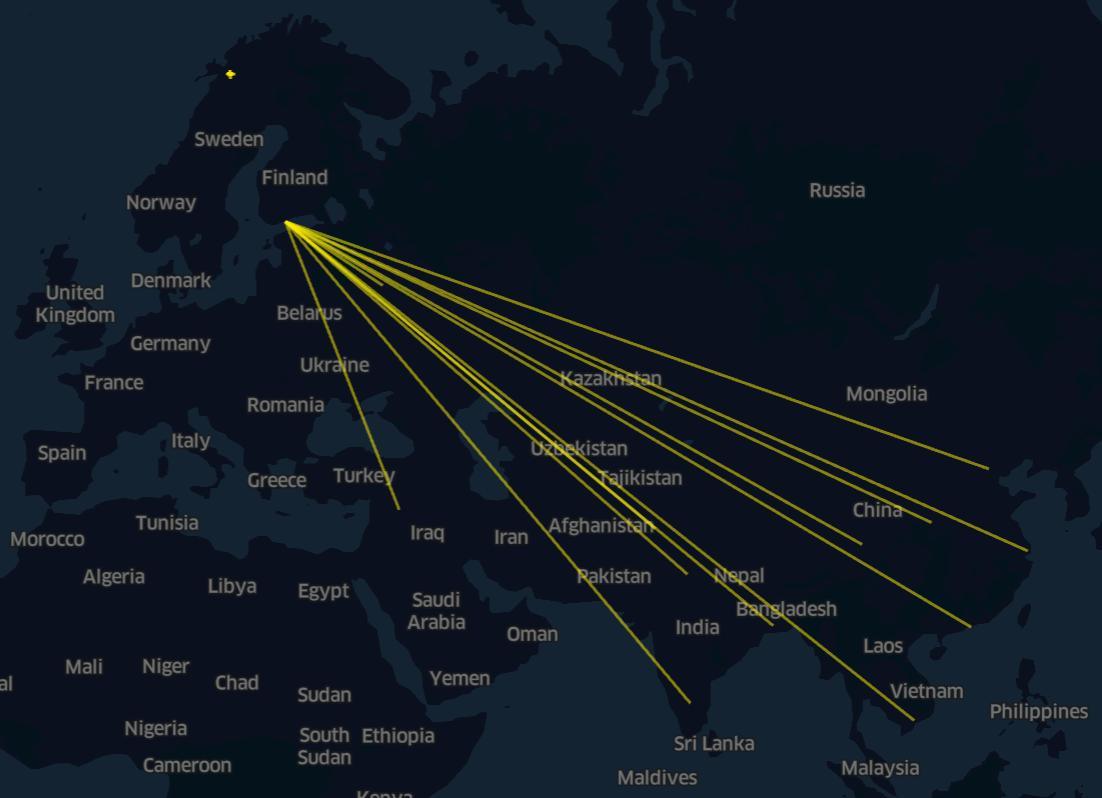 Sweden
Finland
Russia
Norway
Denmark
United
Kingdom
Belarus
Germany
Ukraine
France
Kazakhstan
Mongolia
Romania
Italy
Uzbekistan
Spain
Greece
Turkey
Tajikistan
China
Tunisia
Afghanistan
Morocco
Iraq
Iran
Algeria
Libya
Egypt
Pakistan
Nepal
Saudi
Arabia
Bangladesh
India
Oman
Laos
Mali
Niger
Chad
Yemen
al
Sudan
Vietnam
Philippines
Nigeria
South
Sudan
Ethiopia
Sri Lanka
Cameroon
Malaysia
Maldives
Kenya